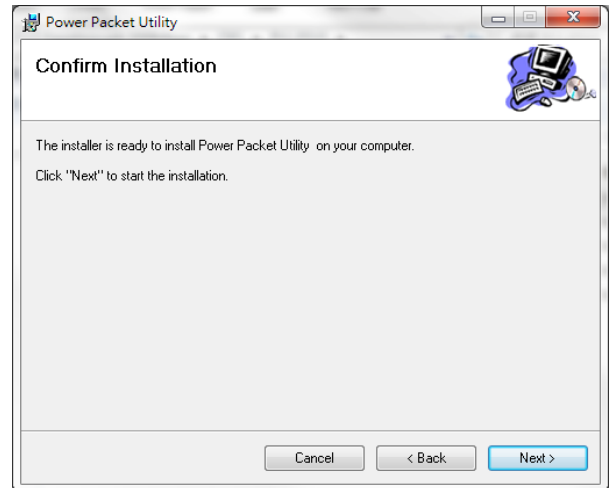 Power Packet Utility
Confirm Installation
The installer is ready to install Power Packet Utility  on your computer.
Click "Next" to start the installation.
Cancel
< Back
Next >